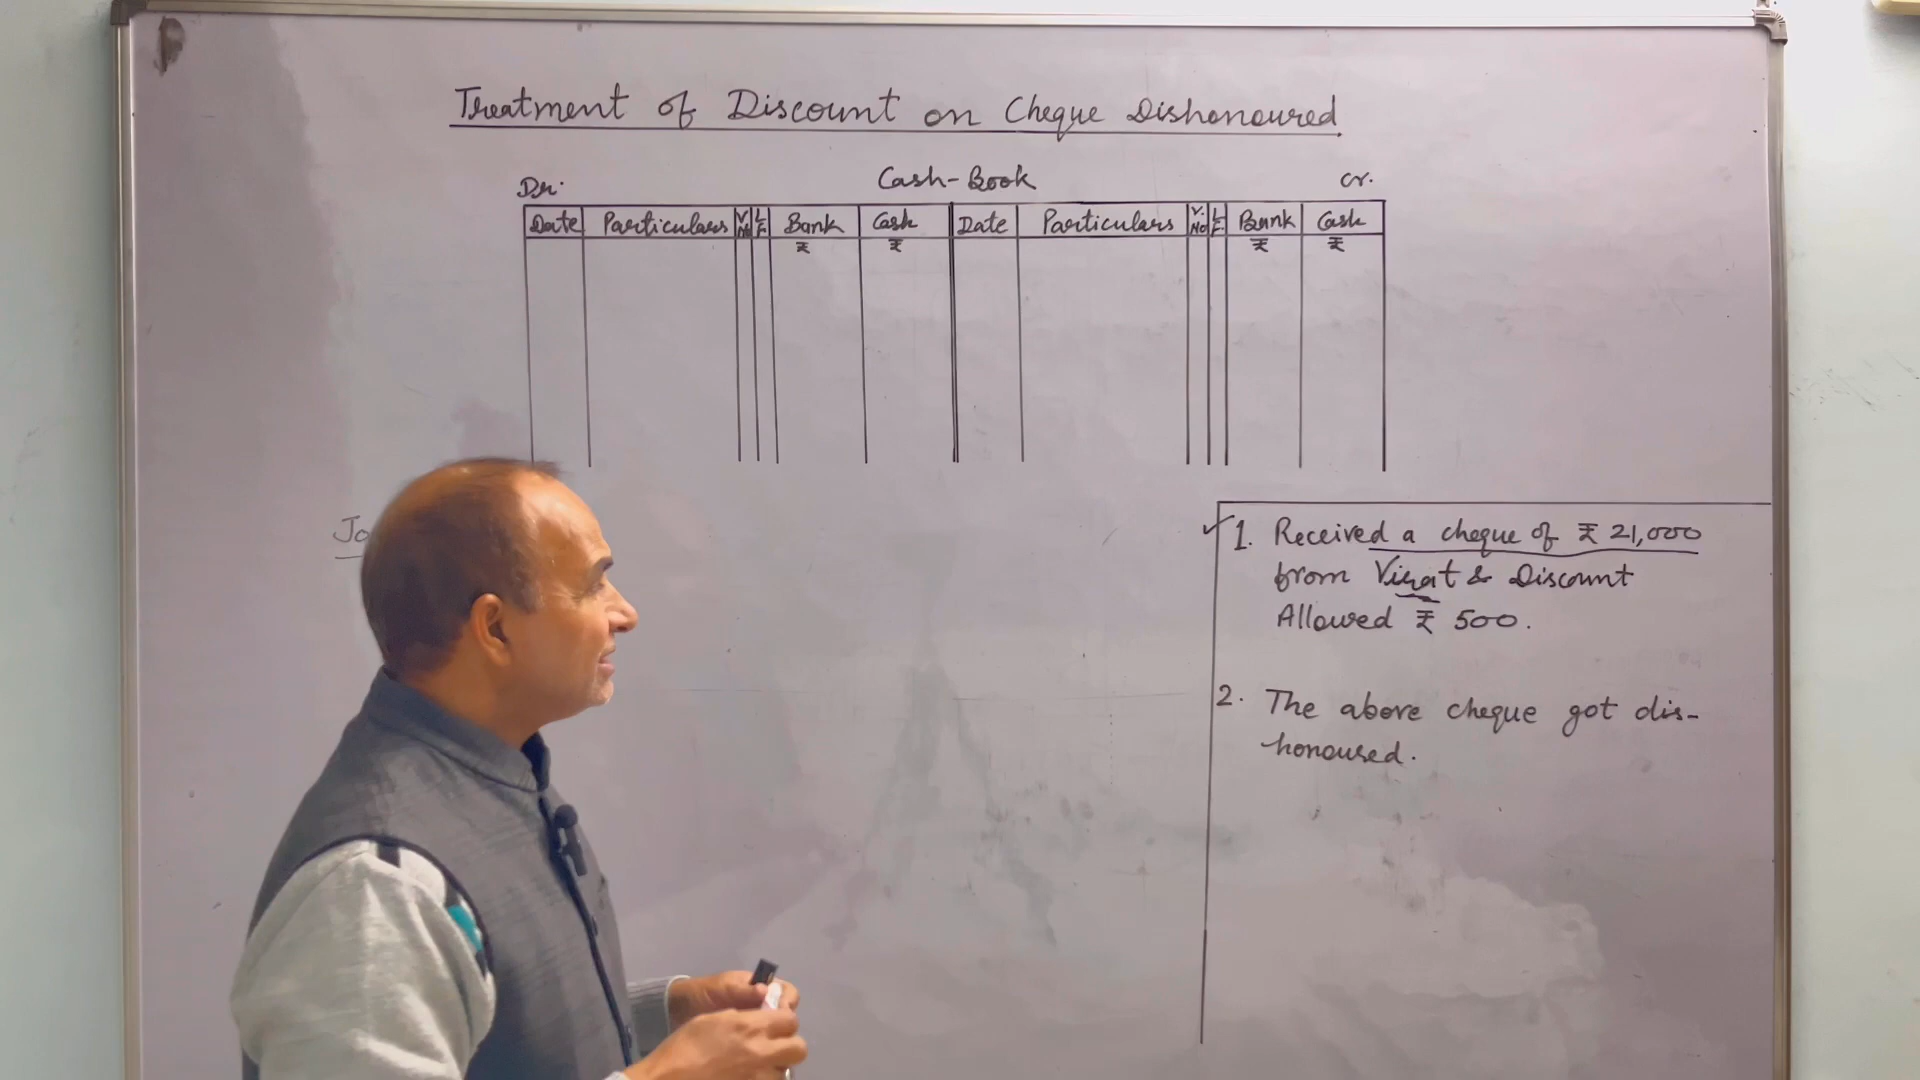 Treatment of Discount on Cheque Dishonoured
Dr. Cash-Book Cr.
Date Particulars V. No L.F. Bank Cash Date Particulars V. No L.F. Bank Cash
₹ ₹ ₹ ₹
Jo
1. Received a cheque of ₹ 21,000
from Virat & Discount
Allowed ₹ 500.
2. The above cheque got dis-
honoured.